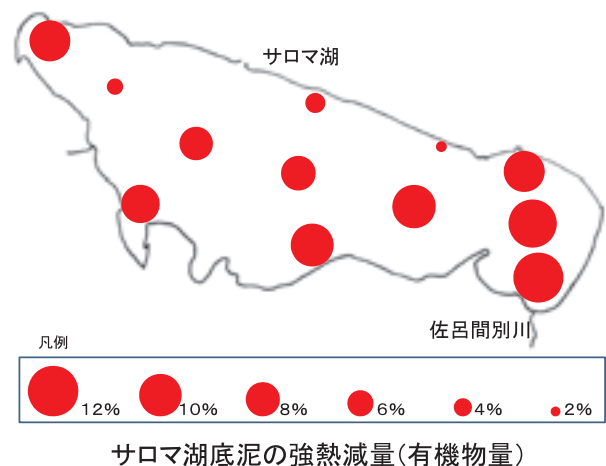 サロマ湖
佐呂間別川
凡例
12% 10% 8% 6% 4% 2%
サロマ湖底泥の強熱減量(有機物量)